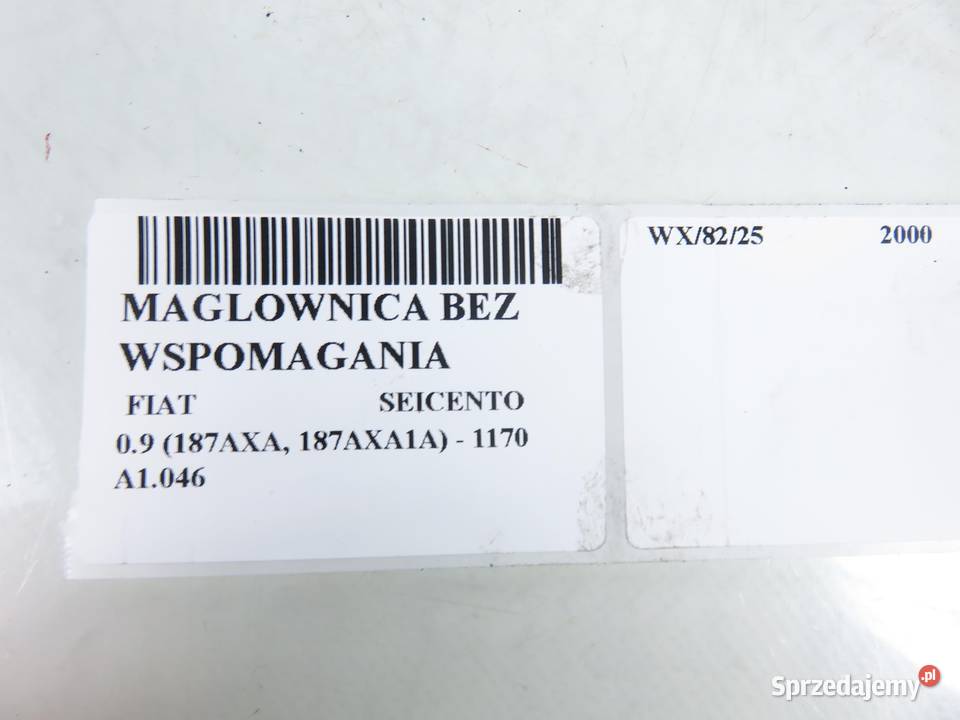 MAGLOWNICA BEZ
WSPOMAGANIA
FIAT SEICENTO
0.9 (187AXA, 187AXA1A) - 1170
A1.046
WX/82/25 2000
Sprzedajemy.pl